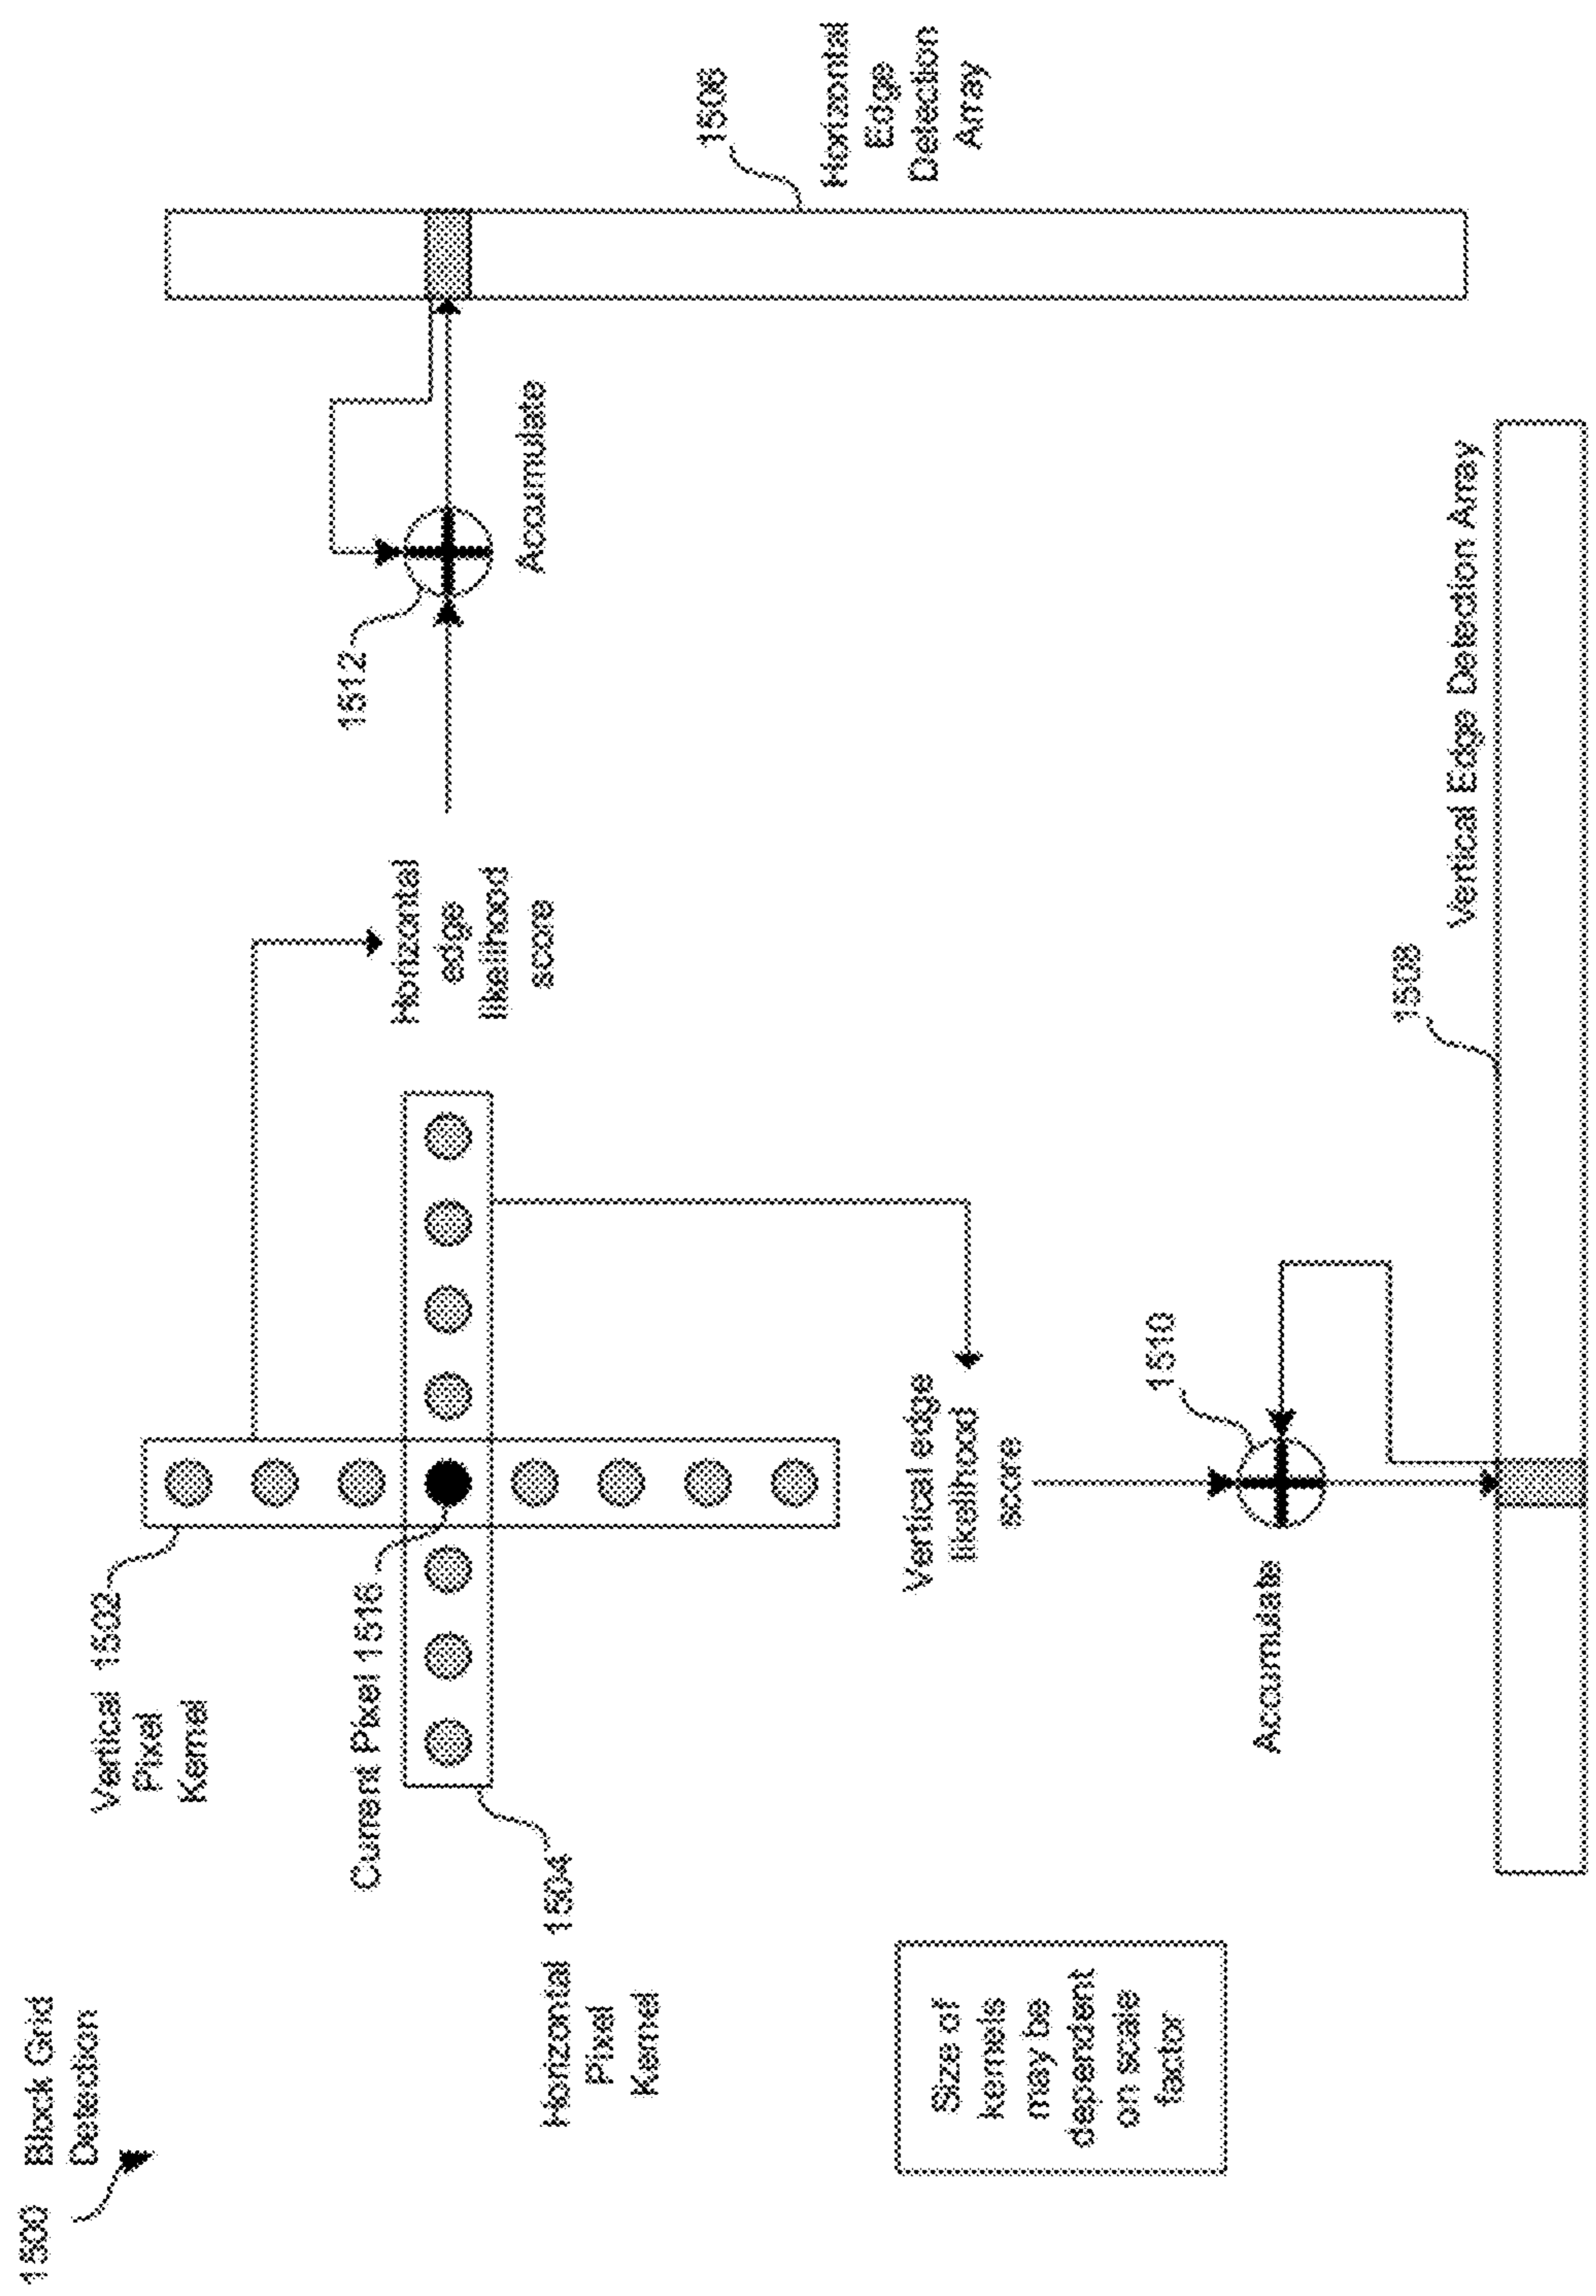 1500 Block Grid
Detection
Vertical 1502
Pixel
Kernel
Current Pixel 1516
Horizontal 1504
Pixel
Kernel
Horizontal
edge
likelihood
score
1512
Accumulate
1506
Horizontal
Edge
Detection
Array
Vertical edge
likelihood
score
1510
Accumulate
1508
Vertical Edge Detection Array
Size of
kernels
may be
dependent
on scale
factor